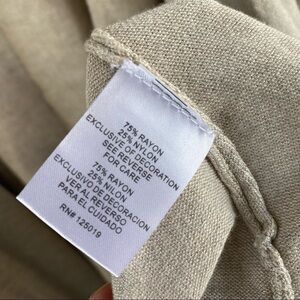 75% RAYON
25% NYLON
EXCLUSIVE OF DECORATION
SEE REVERSE
FOR CARE
75% RAYON
25% NILON
EXCLUSIVO DE DECORACION
VER AL REVERSO
PARA EL CUIDADO
RN# 125019